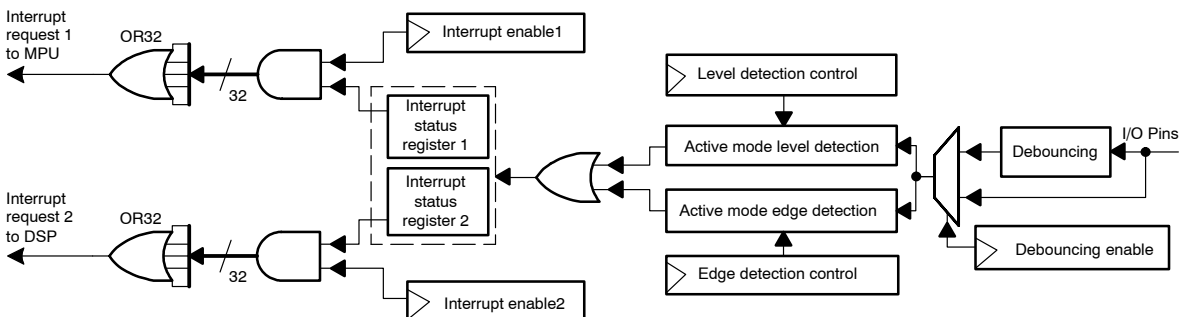 Interrupt
request 1
to MPU
OR32
32
Interrupt enable1
Interrupt
status
register 1
Interrupt
status
register 2
Interrupt
request 2
to DSP
OR32
32
Interrupt enable2
Level detection control
Active mode level detection
Active mode edge detection
Edge detection control
Debouncing
I/O Pins
Debouncing enable